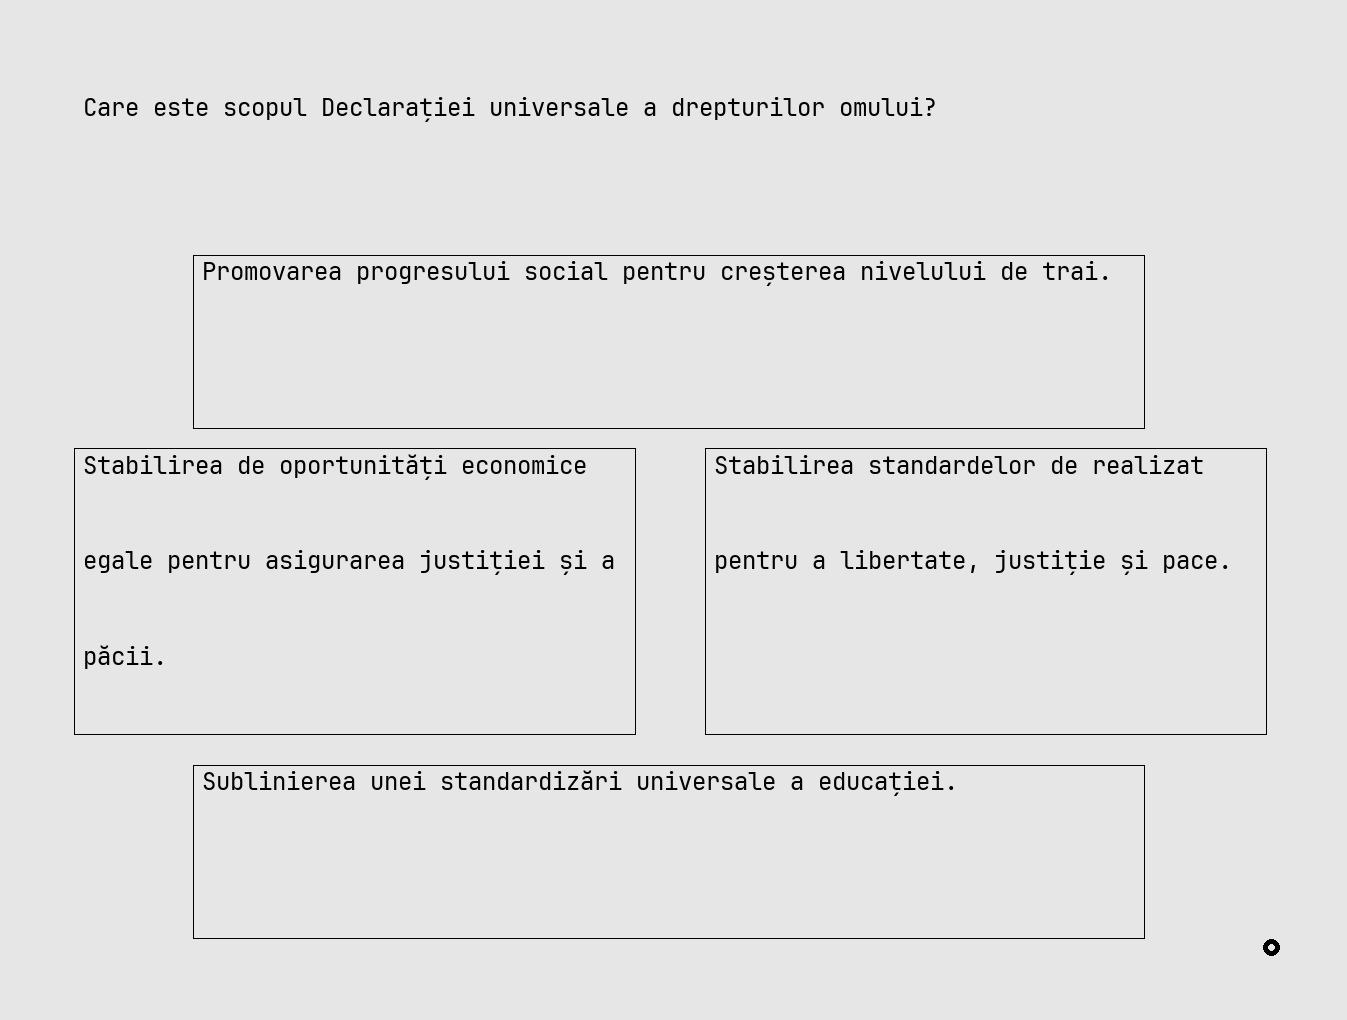 Care este scopul Declarației universale a drepturilor omului?
Promovarea progresului social pentru creșterea nivelului de trai.
Stabilirea de oportunități economice
egale pentru asigurarea justiției și a
păcii.
Stabilirea standardelor de realizat
pentru a libertate, justiție și pace.
Sublinierea unei standardizări universale a educației.